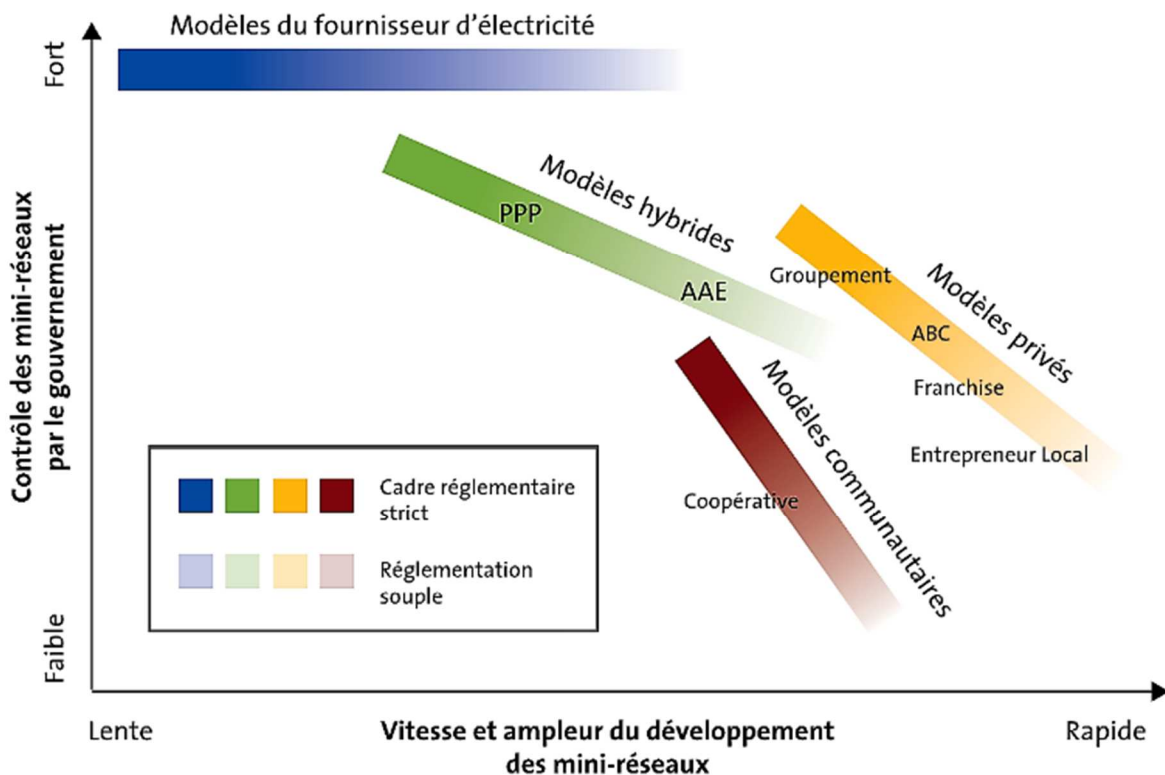 Modèles du fournisseur d'électricité
Fort
Contrôle des mini-réseaux
par le gouvernement
Faible
Modèles hybrides
PPP
AAE
Modèles privés
Groupement
ABC
Franchise
Entrepreneur Local
Modèles communautaires
Coopérative
Cadre réglementaire
strict
Réglementation
souple
Lente
Vitesse et ampleur du développement
des mini-réseaux
Rapide